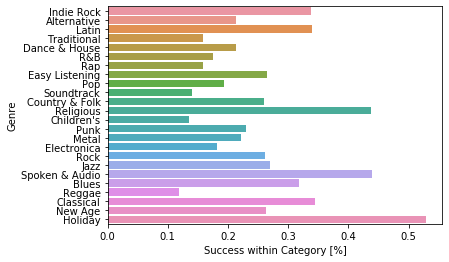 Indie Rock
Alternative
Latin
Traditional
Dance & House
R&B
Rap
Easy Listening
Pop
Soundtrack
Country & Folk
Religious
Children's
Punk
Metal
Electronica
Rock
Jazz
Spoken & Audio
Blues
Reggae
Classical
New Age
Holiday
Genre
0.0 0.1 0.2 0.3 0.4 0.5
Success within Category [%]